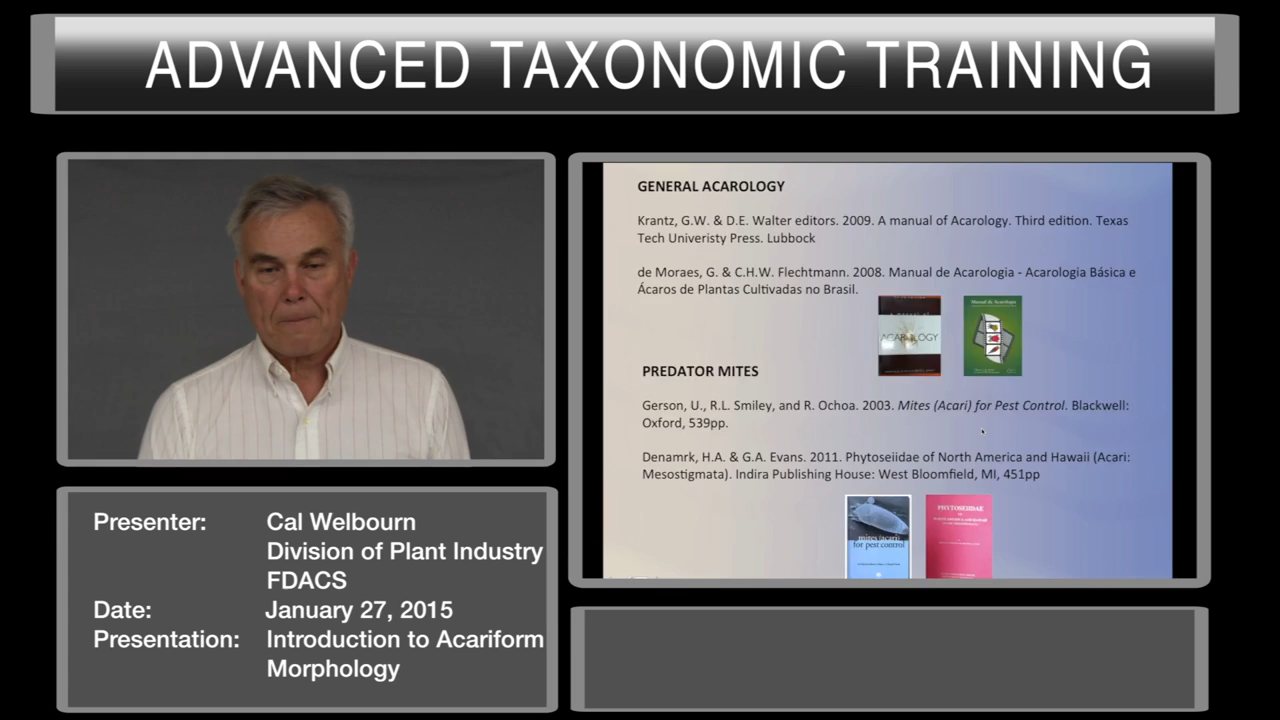 ADVANCED TAXONOMIC TRAINING
Presenter: Cal Welbourn
Division of Plant Industry
FDACS
Date: January 27, 2015
Presentation: Introduction to Acariform
Morphology
GENERAL ACAROLOGY
Krantz, G.W. & D.E. Walter editors. 2009. A manual of Acarology. Third edition. Texas
Tech Univeristy Press. Lubbock
de Moraes, G. & C.H.W. Flechtmann. 2008. Manual de Acarologia - Acarologia Básica e
Ácaros de Plantas Cultivadas no Brasil.
ACAROLOGY
Manual de Acarologia
PREDATOR MITES
Gerson, U., R.L. Smiley, and R. Ochoa. 2003. Mites (Acari) for Pest Control. Blackwell:
Oxford, 539pp.
Denamrk, H.A. & G.A. Evans. 2011. Phytoseiidae of North America and Hawaii (Acari:
Mesostigmata). Indira Publishing House: West Bloomfield, MI, 451pp
mites (acari)
for pest control
PHYTOSEIIDAE